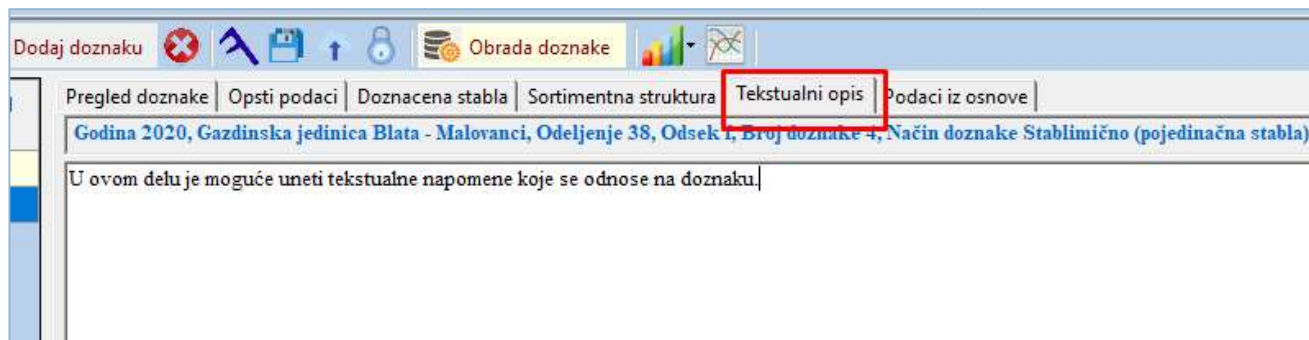 Dodaj doznaku Obrada doznake
Pregled doznake Opsti podaci Doznacena stabla Sortimentna struktura Tekstualni opis Podaci iz osnove
Godina 2020, Gazdinska jedinica Blata - Malovanci, Odeljenje 38, Odsek I, Broj doznake 4, Način doznake Stablimično (pojedinačna stabla)
U ovom delu je moguće uneti tekstualne napomene koje se odnose na doznaku.